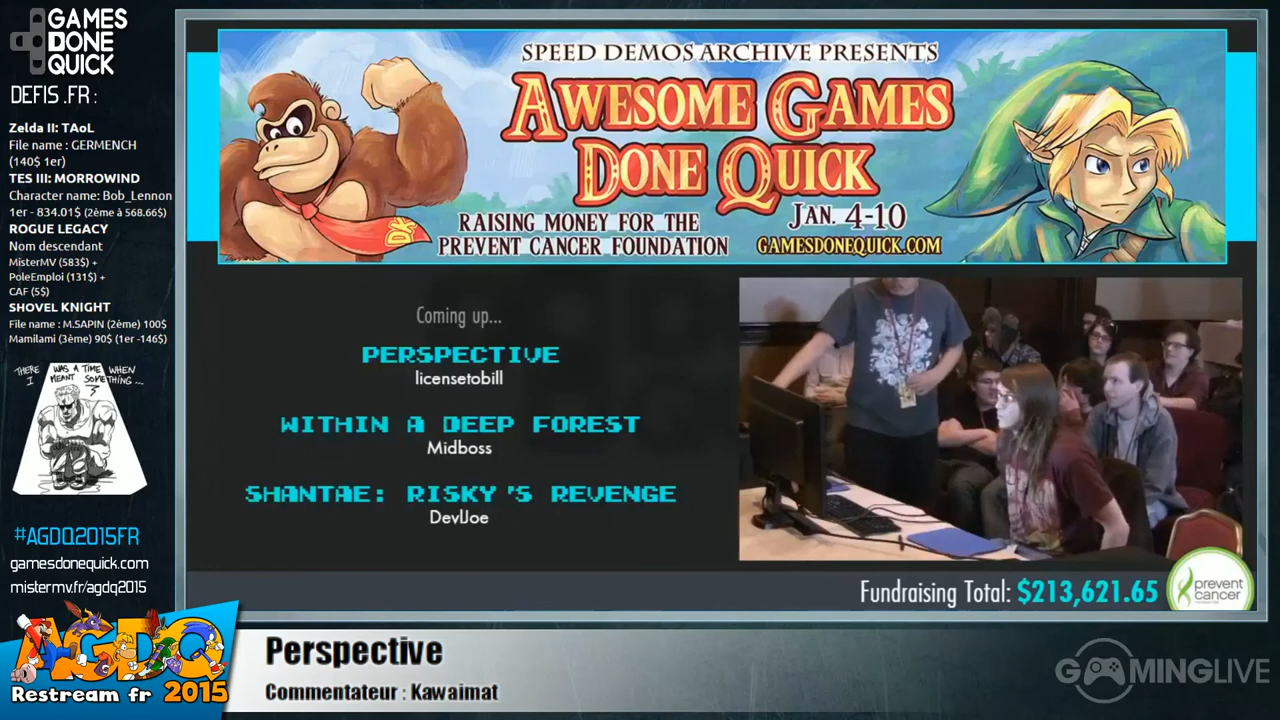 GAMES
DONE
QUICK
DEFIS .FR :
Zelda II: TAoL
File name : GERMENCH
(140$ 1er)
TES III: MORROWIND
Character name: Bob_Lennon
1er - 834.01$ (2ème à 568.66$)
ROGUE LEGACY
Nom descendant
MisterMV (583$) +
PoleEmploi (131$) +
CAF (5$)
SHOVEL KNIGHT
File name : M.SAPIN (2ème) 100$
Mamilami (3ème) 90$ (1er -146$)
THERE WAS A TIME WHEN
I MEANT SOMETHING...
#AGDQ2015FR
gamesdonequick.com
mistermv.fr/agdq2015
AGDQ
Restream fr 2015
SPEED DEMOS ARCHIVE PRESENTS
AWESOME GAMES
DONE QUICK
JAN. 4-10
RAISING MONEY FOR THE
PREVENT CANCER FOUNDATION
GAMESDONEQUICK.COM
DK
Coming up...
PERSPECTIVE
licensetobill
WITHIN A DEEP FOREST
Midboss
SHANTAE: RISKY'S REVENGE
DevlJoe
Fundraising Total: $213,621.65
prevent
cancer
Perspective
Commentateur : Kawaimat
GAMINGLIVE